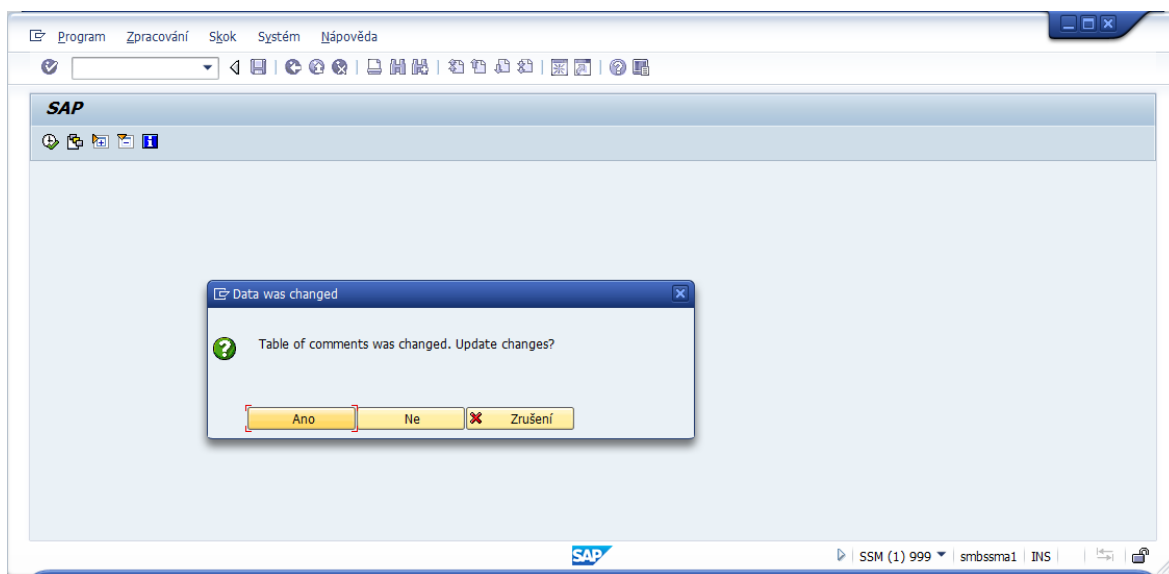 Program Zpracování Skok Systém Nápověda
SAP
Data was changed
Table of comments was changed. Update changes?
Ano Ne Zrušení
SAP SSM (1) 999 smbssma1 INS